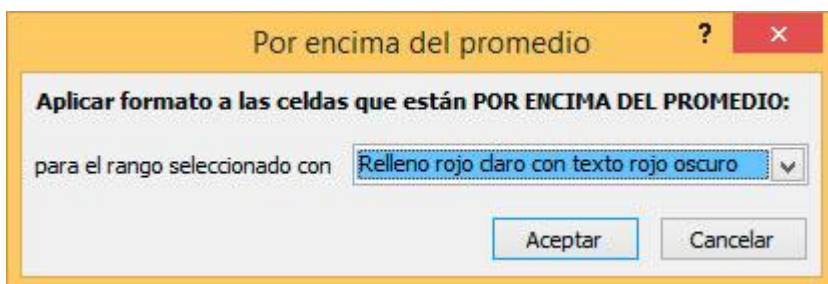 Por encima del promedio
?
Aplicar formato a las celdas que están POR ENCIMA DEL PROMEDIO:
para el rango seleccionado con Relleno rojo claro con texto rojo oscuro
Aceptar Cancelar